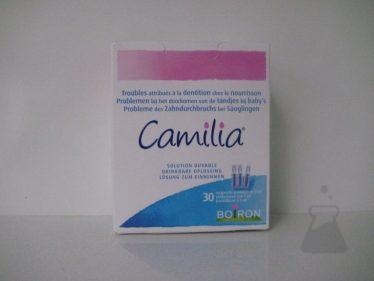 Troubles attribués à la dentition chez le nourrisson
Problemen bij het doorkomen van de tandjes bij baby's
Probleme des Zahndurchbruchs bei Säuglingen
Camilia®
SOLUTION BUVABLE
DRINKBARE OPLOSSING
LÖSUNG ZUM EINNEHMEN
30
BOIRON